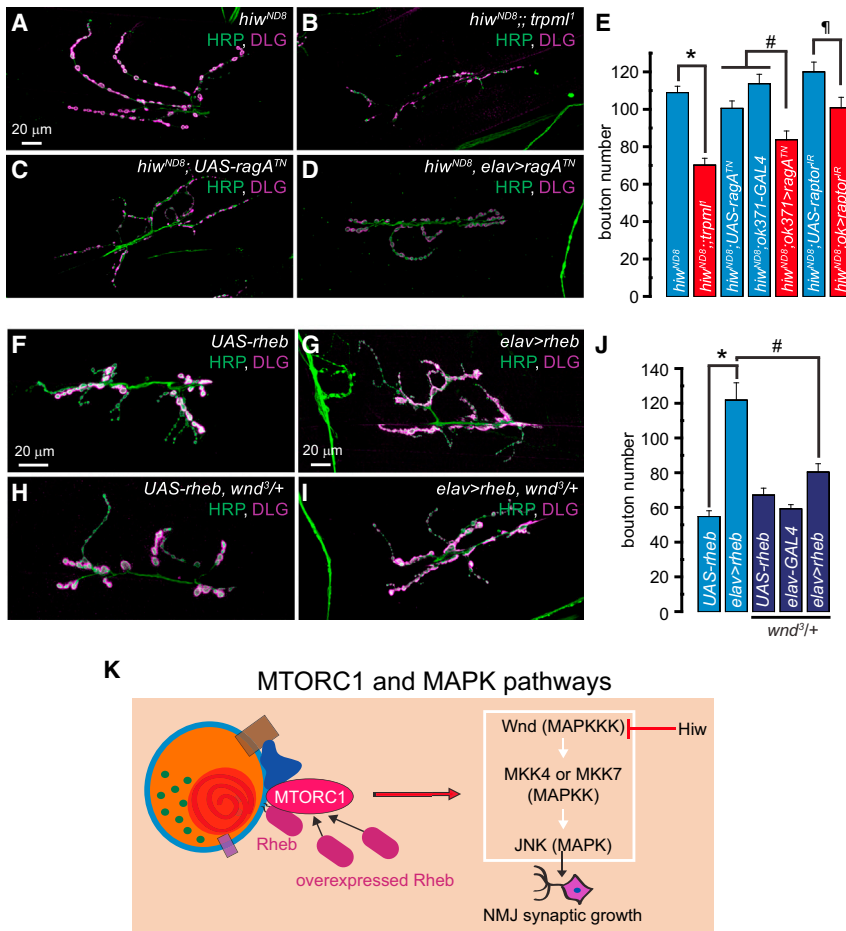 A
hiw^ND8
HRP, DLG
20 µm
B
hiw^ND8;; trpml^1
HRP, DLG
C
hiw^ND8; UAS-ragA^TN
HRP, DLG
D
hiw^ND8, elav>ragA^TN
HRP, DLG
E
*
#
¶
bouton number
120
100
80
60
40
20
0
hiw^ND8
hiw^ND8;;trpml^1
hiw^ND8;UAS-ragA^TN
hiw^ND8;ok371-GAL4
hiw^ND8;ok371>ragA^TN
hiw^ND8;UAS-raptor^IR
hiw^ND8;ok>raptor^IR
F
UAS-rheb
HRP, DLG
20 µm
G
elav>rheb
HRP, DLG
H
UAS-rheb, wnd^3/+
HRP, DLG
I
elav>rheb, wnd^3/+
HRP, DLG
J
*
#
bouton number
140
120
100
80
60
40
20
0
UAS-rheb
elav>rheb
UAS-rheb
elav-GAL4
elav>rheb
wnd^3/+
K
MTORC1 and MAPK pathways
MTORC1
Rheb
overexpressed Rheb
Wnd (MAPKKK)
Hiw
MKK4 or MKK7
(MAPKK)
JNK (MAPK)
NMJ synaptic growth